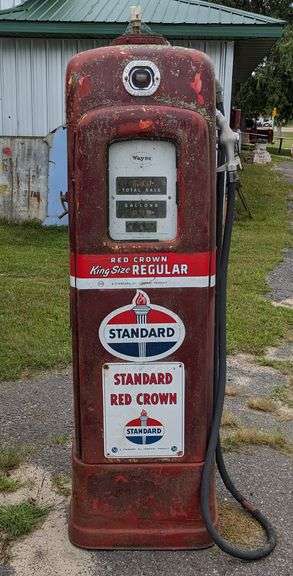 Wayne
TOTAL SALE
GALLONS
RED CROWN
King Size REGULAR
STANDARD
STANDARD
RED CROWN
STANDARD